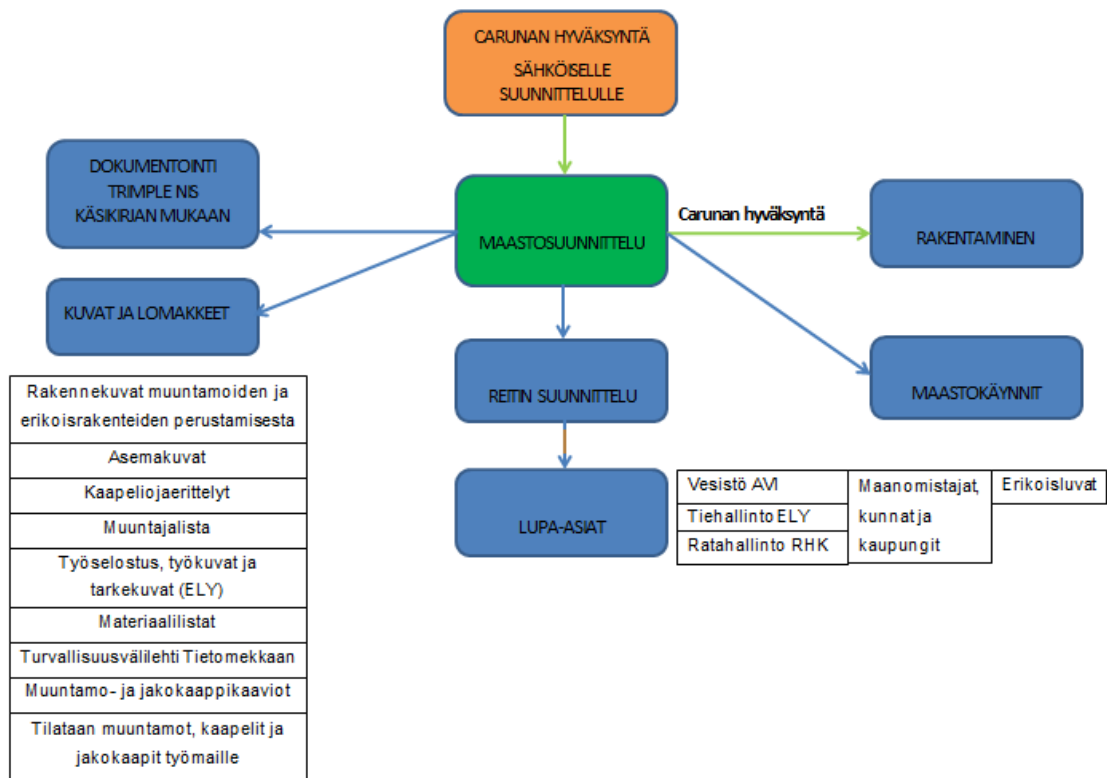 CARUNAN HYVÄKSYNTÄ
SÄHKÖISELLE
SUUNNITTELULLE
DOKUMENTOINTI
TRIMPLE NIS
KÄSIKIRJAN MUKAAN
MAASTOSUUNNITTELU
Carunan hyväksyntä
RAKENTAMINEN
KUVAT JA LOMAKKEET
REITIN SUUNNITTELU
MAASTOKÄYNNIT
LUPA-ASIAT
Rakennekuvat muuntamoiden ja
erikoisrakenteiden perustamisesta
Asemakuvat
Kaapeliojaerittelyt
Muuntajalista
Työselostus, työkuvat ja
tarkekuvat (ELY)
Materiaalilistat
Turvallisuusvälilehti Tietomekkaan
Muuntamo- ja jakokaappikaaviot
Tilataan muuntamot, kaapelit ja
jakokaapit työmaille
Vesistö AVI
Tiehallinto ELY
Ratahallinto RHK
Maanomistajat,
kunnat ja
kaupungit
Erikoisluvat